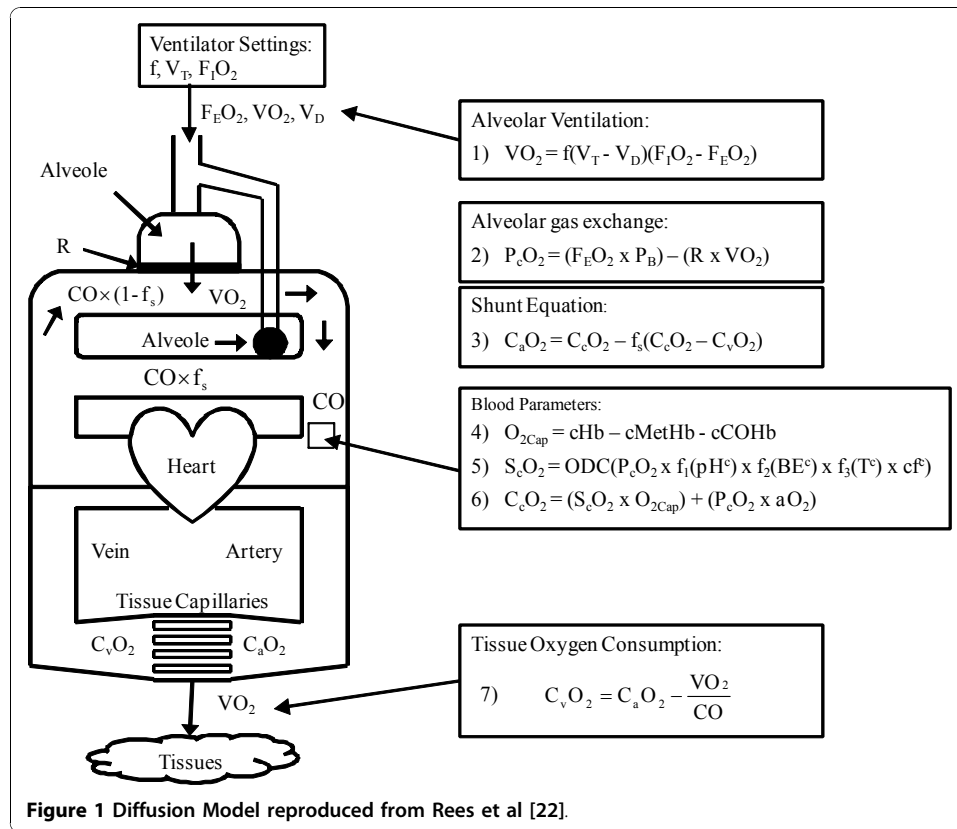 Ventilator Settings:
f, V_T, F_IO_2
F_EO_2, VO_2, V_D
Alveolar Ventilation:
1) VO_2 = f(V_T - V_D)(F_IO_2 - F_EO_2)
Alveole
Alveolar gas exchange:
2) P_cO_2 = (F_EO_2 x P_B) – (R x VO_2)
R
CO×(1-f_s)
VO_2
Shunt Equation:
3) C_aO_2 = C_cO_2 – f_s(C_cO_2 – C_vO_2)
Alveole
CO×f_s
CO
Blood Parameters:
4) O_2Cap = cHb – cMetHb - cCOHb
5) S_cO_2 = ODC(P_cO_2 x f_1(pH^c) x f_2(BE^c) x f_3(T^c) x cf^c)
6) C_cO_2 = (S_cO_2 x O_2Cap) + (P_cO_2 x aO_2)
Heart
Vein Artery
Tissue Capillaries
C_vO_2 C_aO_2
Tissue Oxygen Consumption:
7) C_vO_2 = C_aO_2 − VO_2 / CO
VO_2
Tissues
Figure 1 Diffusion Model reproduced from Rees et al [22].